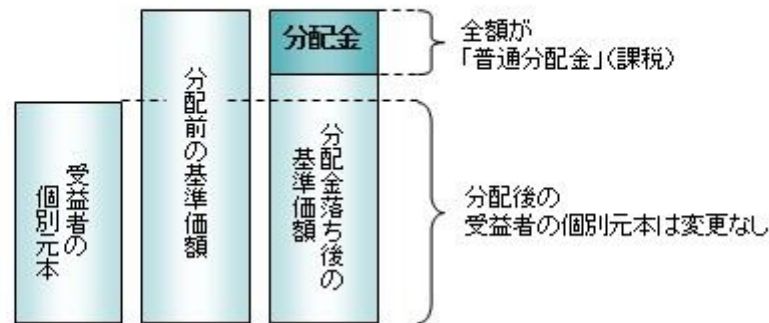 受益者の
個別元本
分配前の基準価額
分配金
分配金落ち後の
基準価額
全額が
「普通分配金」(課税)
分配後の
受益者の個別元本は変更なし